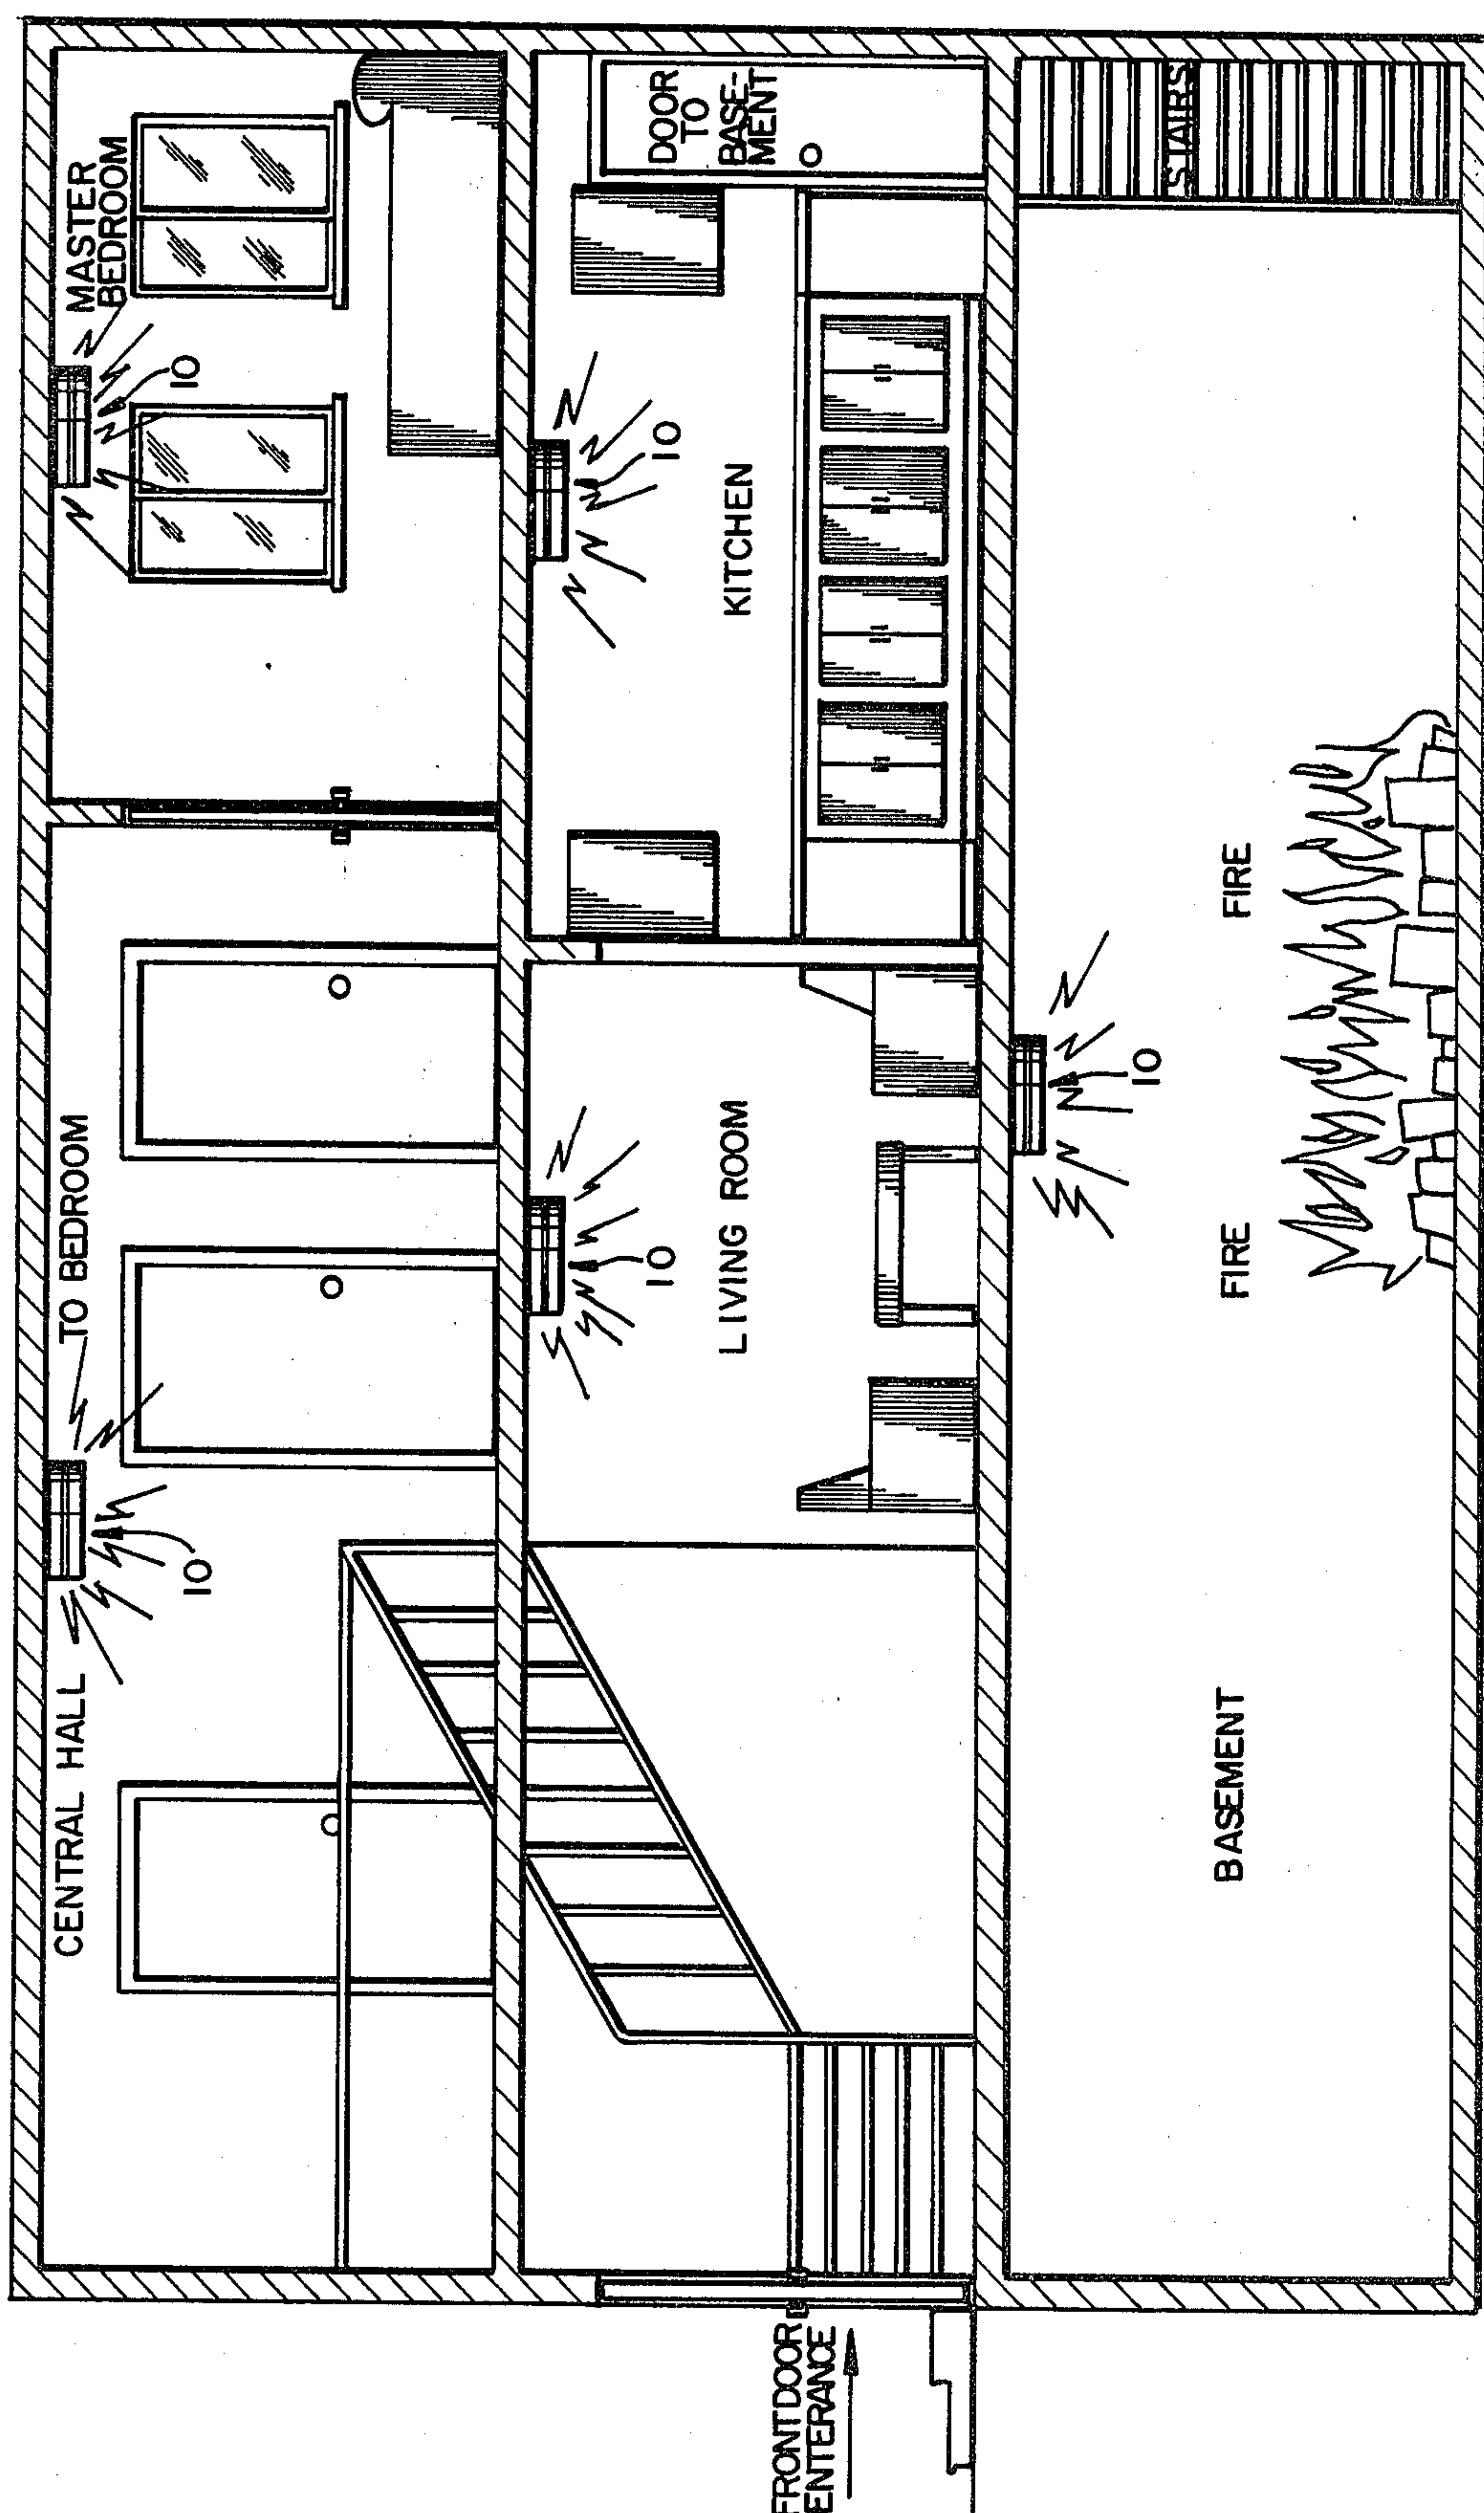 CENTRAL HALL
TO BEDROOM
MASTER
BEDROOM
10
10
FRONT DOOR
ENTERANCE
LIVING ROOM
10
KITCHEN
10
DOOR
TO
BASE-
MENT
BASEMENT
10
FIRE
FIRE
STAIRS